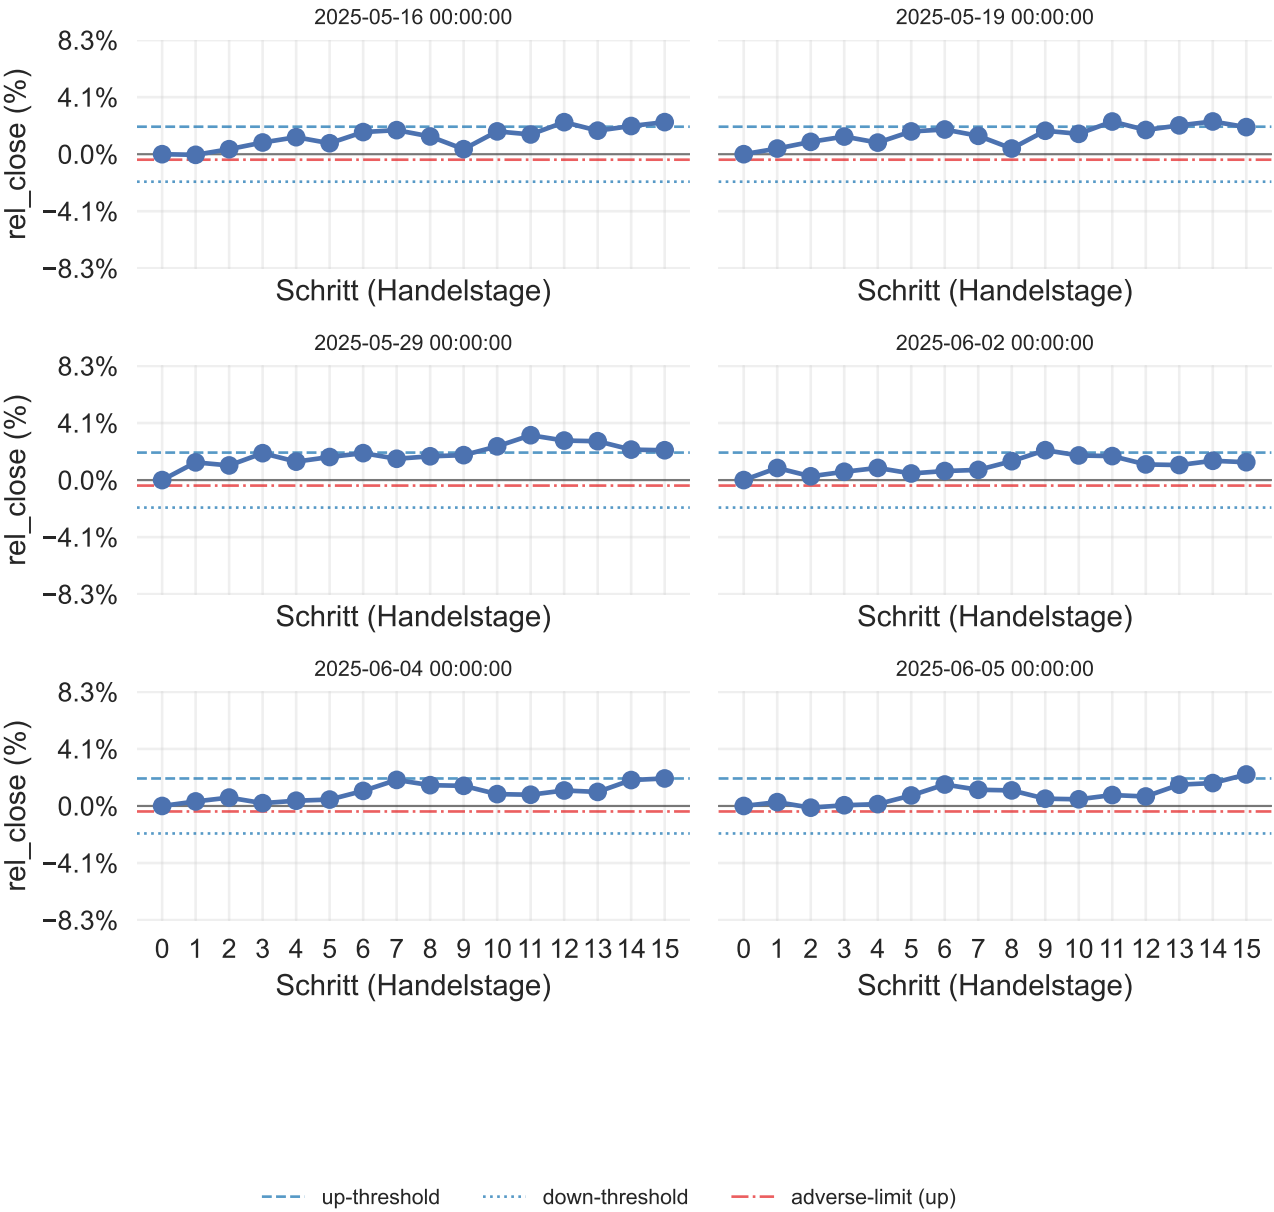 2025-05-16 00:00:00
2025-05-19 00:00:00
8.3%
4.1%
0.0%
−4.1%
−8.3%
rel_close (%)
Schritt (Handelstage)
Schritt (Handelstage)
2025-05-29 00:00:00
2025-06-02 00:00:00
8.3%
4.1%
0.0%
−4.1%
−8.3%
rel_close (%)
Schritt (Handelstage)
Schritt (Handelstage)
2025-06-04 00:00:00
2025-06-05 00:00:00
8.3%
4.1%
0.0%
−4.1%
−8.3%
rel_close (%)
0 1 2 3 4 5 6 7 8 9 10 11 12 13 14 15
0 1 2 3 4 5 6 7 8 9 10 11 12 13 14 15
Schritt (Handelstage)
Schritt (Handelstage)
up-threshold down-threshold adverse-limit (up)